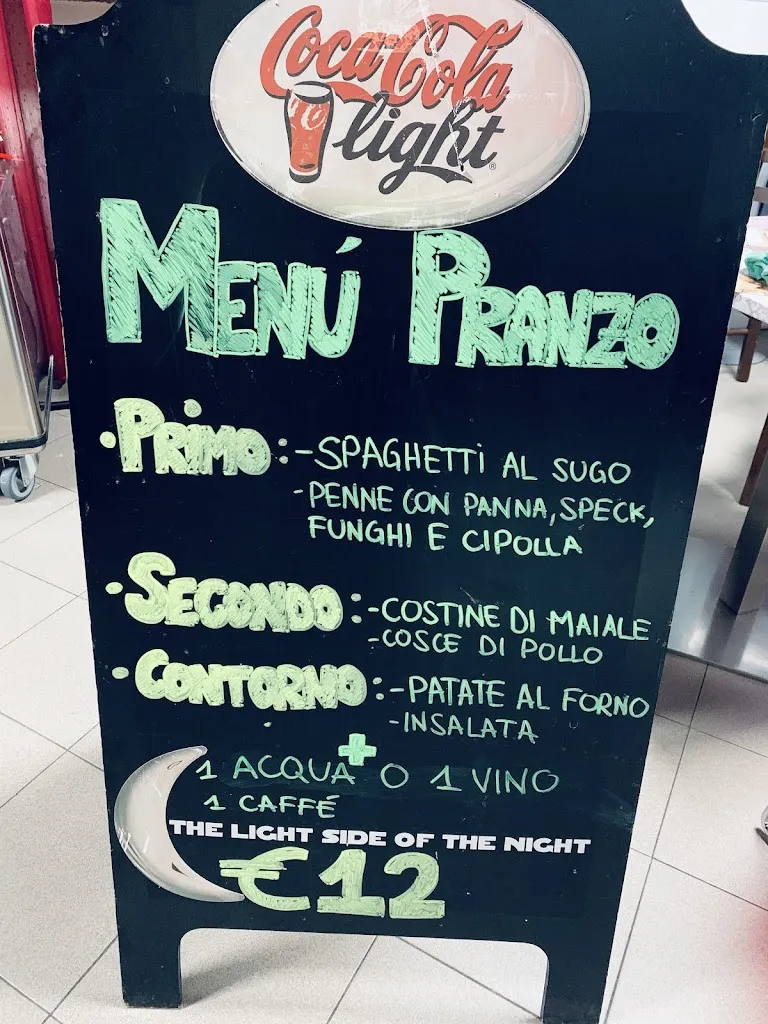 Coca-Cola
light®
MENÚ PRANZO
·PRIMO: -SPAGHETTI AL SUGO
-PENNE CON PANNA, SPECK,
FUNGHI E CIPOLLA
·SECONDO: -COSTINE DI MAIALE
-COSCE DI POLLO
·CONTORNO: -PATATE AL FORNO
-INSALATA
+
1 ACQUA O 1 VINO
1 CAFFÉ
THE LIGHT SIDE OF THE NIGHT
€12